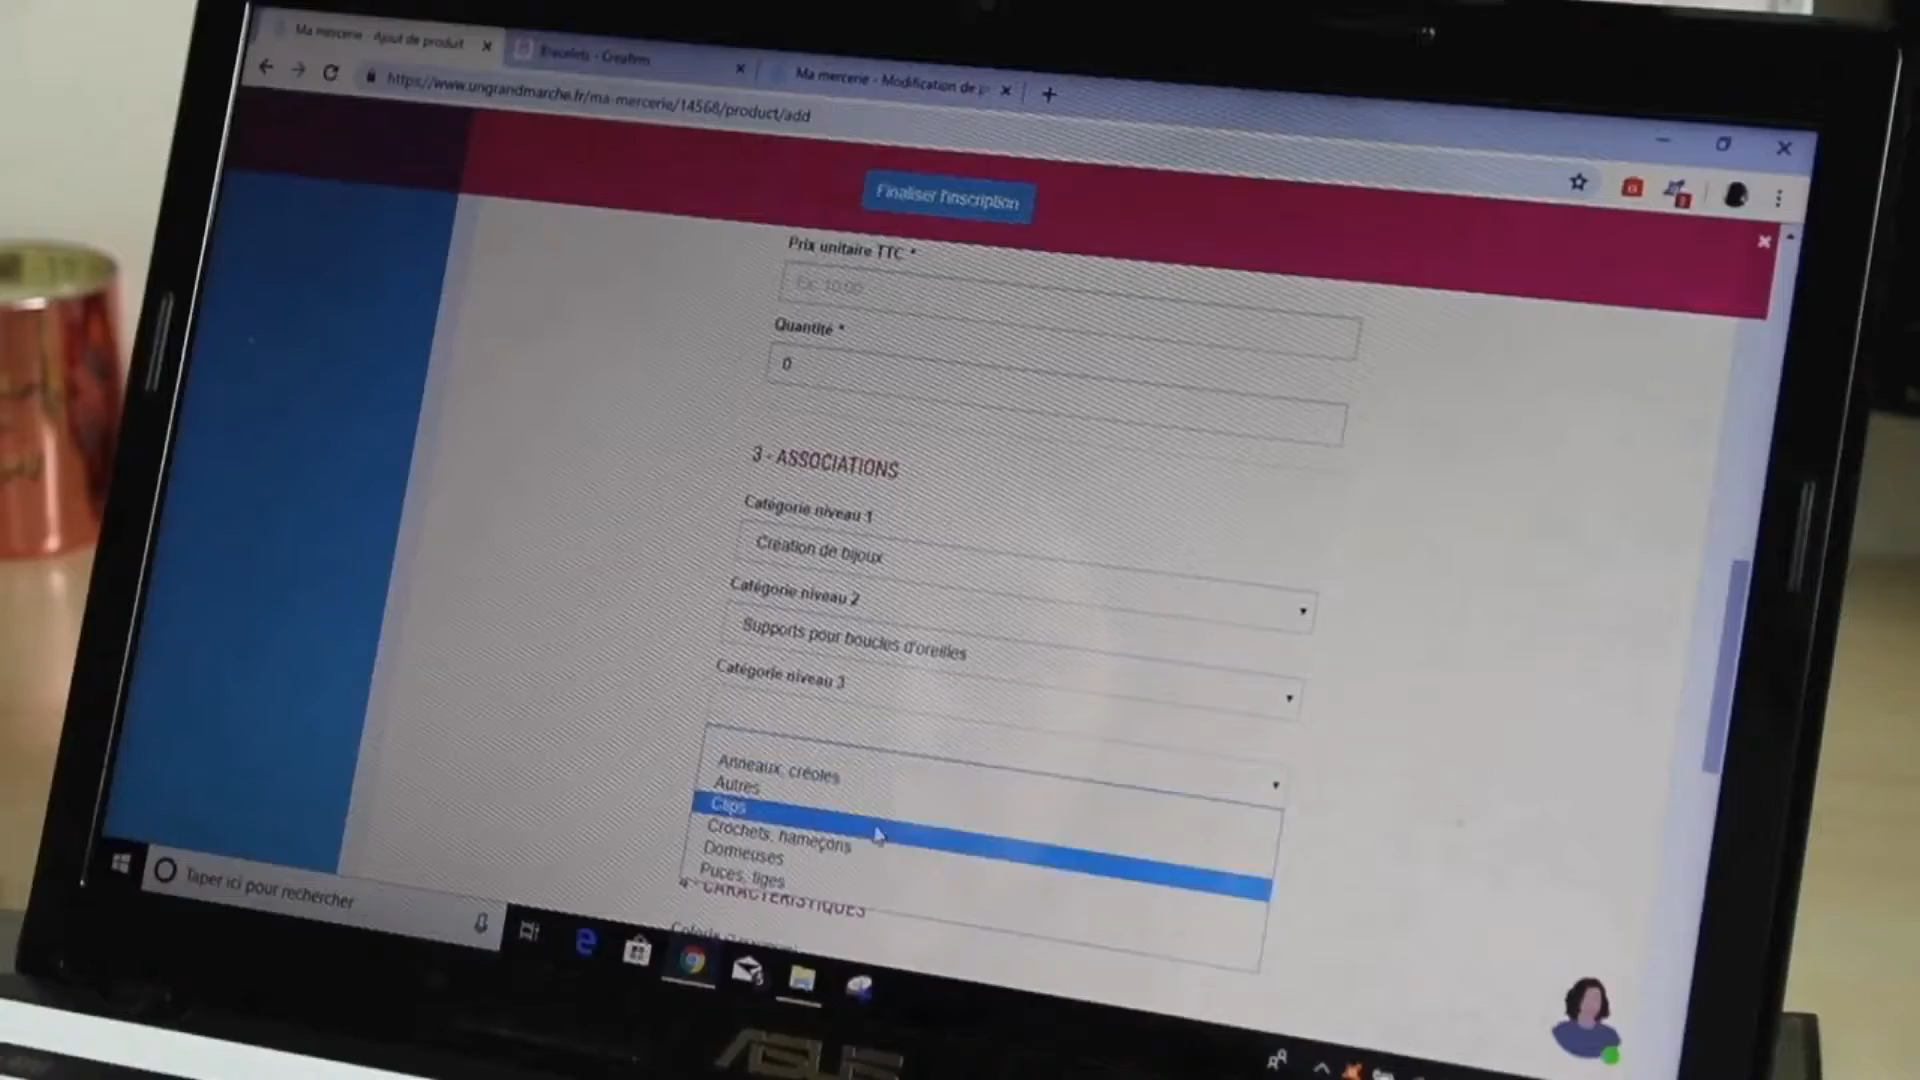 Ma mercerie - Ajout de produit
Bracelets - Creafirm
Ma mercerie - Modification de p
https://www.ungrandmarche.fr/ma-mercerie/14568/product/add
Finaliser l'inscription
Prix unitaire TTC *
Ex: 10.00
Quantité *
0
3 - ASSOCIATIONS
Catégorie niveau 1
Création de bijoux
Catégorie niveau 2
Supports pour boucles d'oreilles
Catégorie niveau 3
Anneaux, créoles
Autres
Clips
Crochets, hameçons
Dormeuses
Puces, tiges
4 - CARACTÉRISTIQUES
Taper ici pour rechercher
ASUS